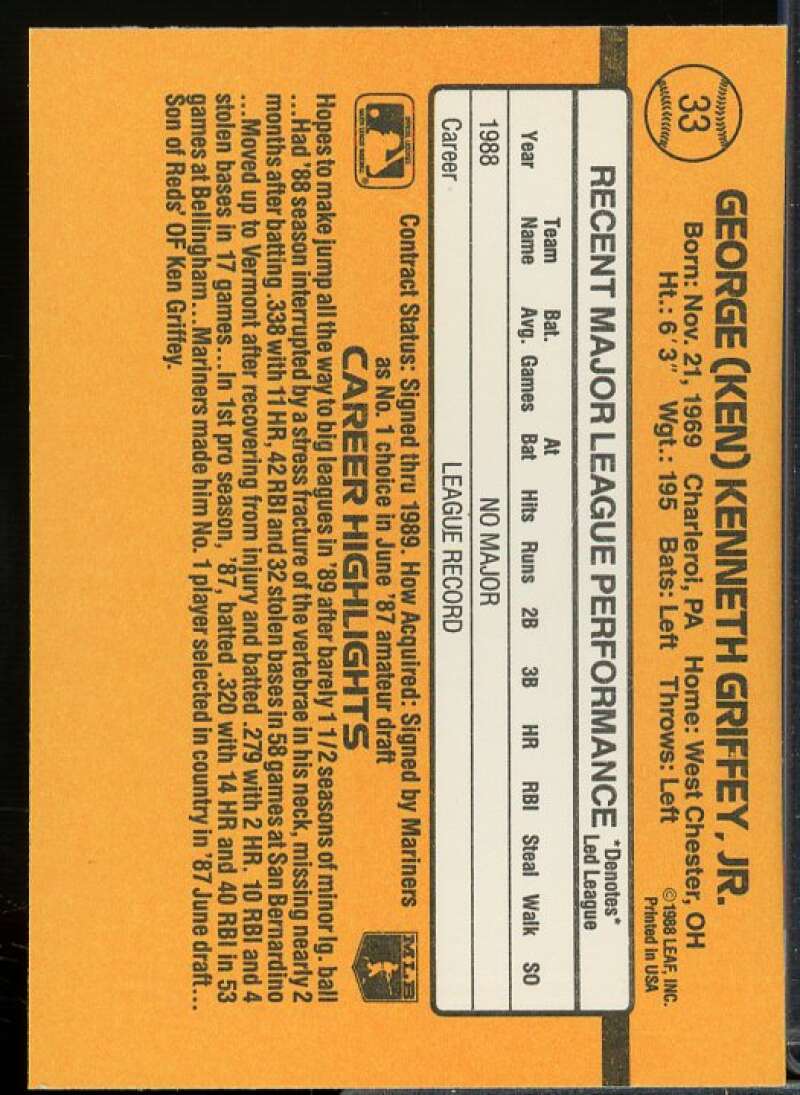 33
GEORGE (KEN) KENNETH GRIFFEY, JR.
Born: Nov. 21, 1969 Charleroi, PA Home: West Chester, OH
Ht.: 6'3" Wgt.: 195 Bats: Left Throws: Left
©1988 LEAF, INC.
Printed in USA
RECENT MAJOR LEAGUE PERFORMANCE
*Denotes*
Led League
Year Team Name Bat. Avg. Games At Bat Hits Runs 2B 3B HR RBI Steal Walk SO
1988 NO MAJOR
Career LEAGUE RECORD
Contract Status: Signed thru 1989. How Acquired: Signed by Mariners
as No. 1 choice in June '87 amateur draft
CAREER HIGHLIGHTS
MLB
Hopes to make jump all the way to big leagues in '89 after barely 1 1/2 seasons of minor lg. ball
...Had '88 season interrupted by a stress fracture of the vertebrae in his neck, missing nearly 2
months after batting .338 with 11 HR, 42 RBI and 32 stolen bases in 58 games at San Bernardino
...Moved up to Vermont after recovering from injury and batted .279 with 2 HR. 10 RBI and 4
stolen bases in 17 games...In 1st pro season, '87, batted .320 with 14 HR and 40 RBI in 53
games at Bellingham...Mariners made him No. 1 player selected in country in '87 June draft...
Son of Reds' OF Ken Griffey.